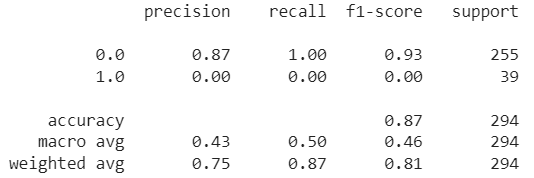 precision recall f1-score support
0.0 0.87 1.00 0.93 255
1.0 0.00 0.00 0.00 39
accuracy 0.87 294
macro avg 0.43 0.50 0.46 294
weighted avg 0.75 0.87 0.81 294